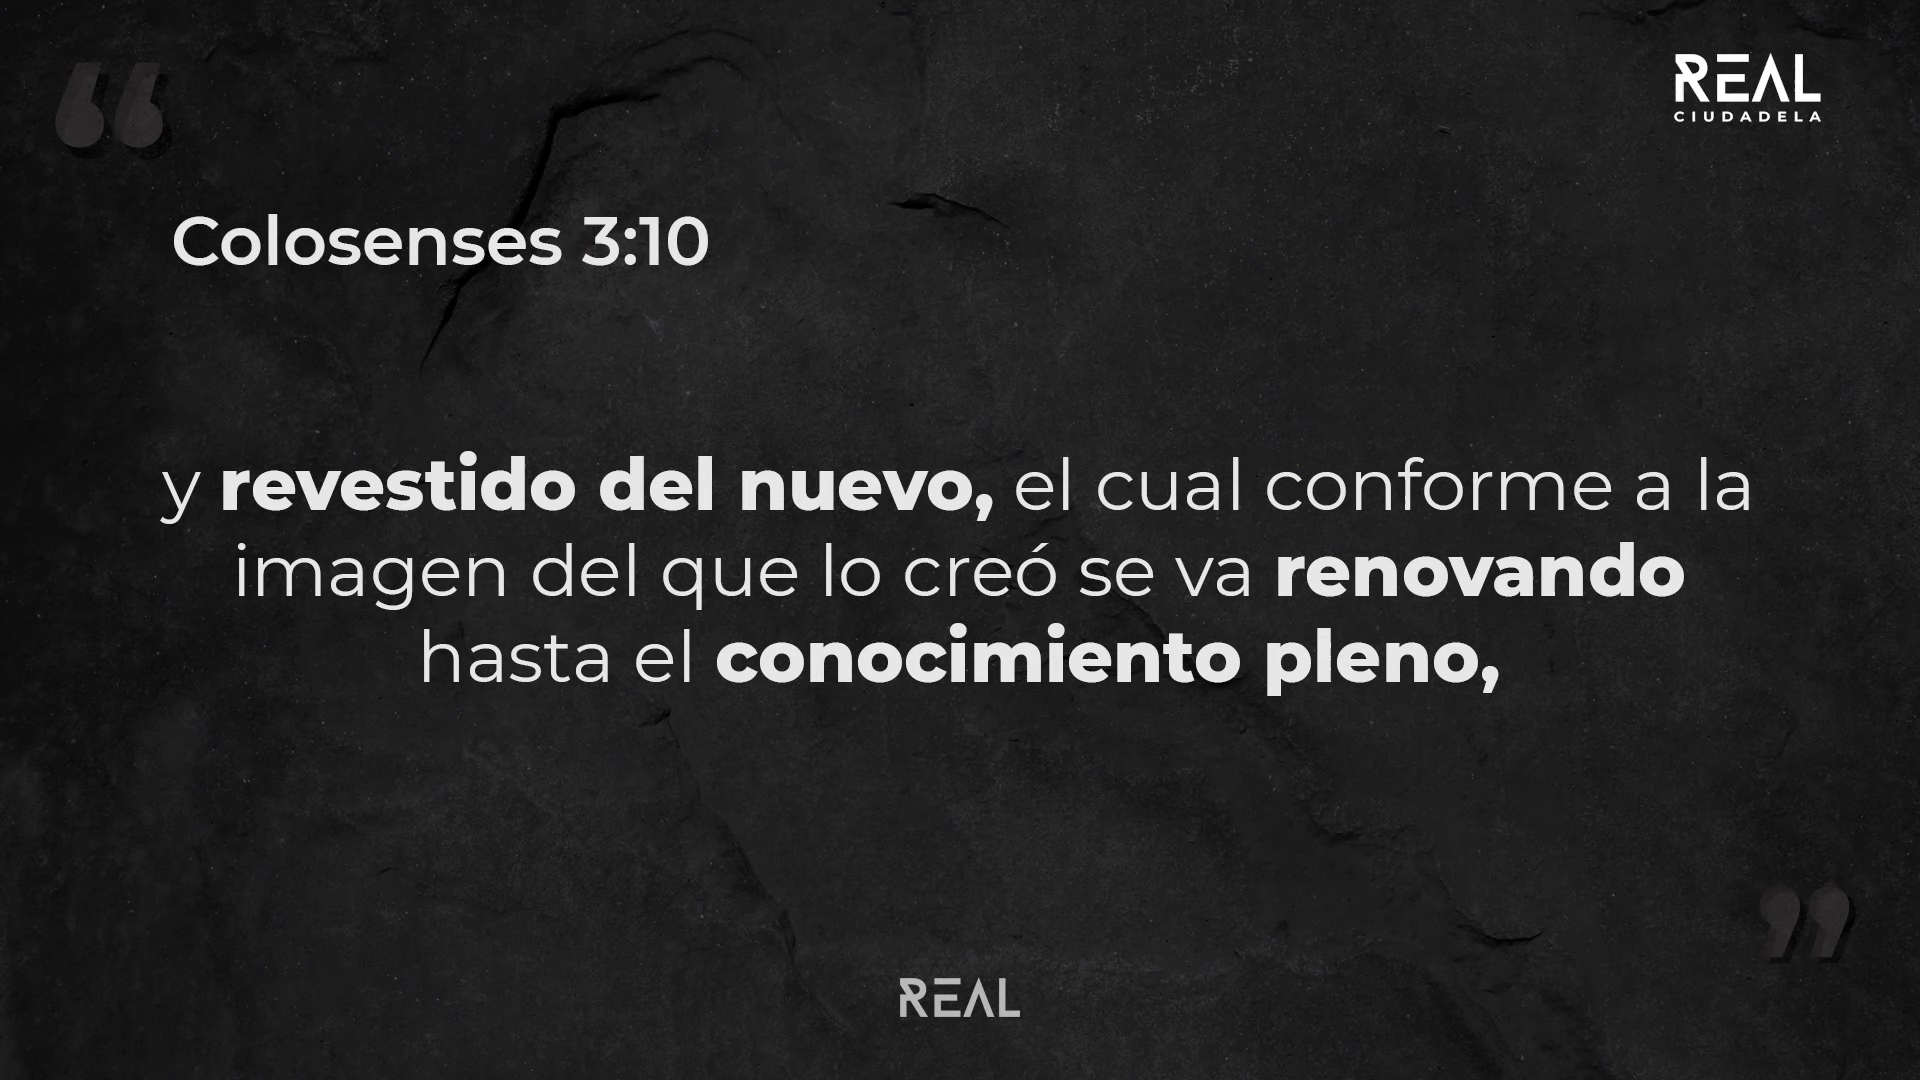 REAL
CIUDADELA
Colosenses 3:10
y revestido del nuevo, el cual conforme a la
imagen del que lo creó se va renovando
hasta el conocimiento pleno,
REAL